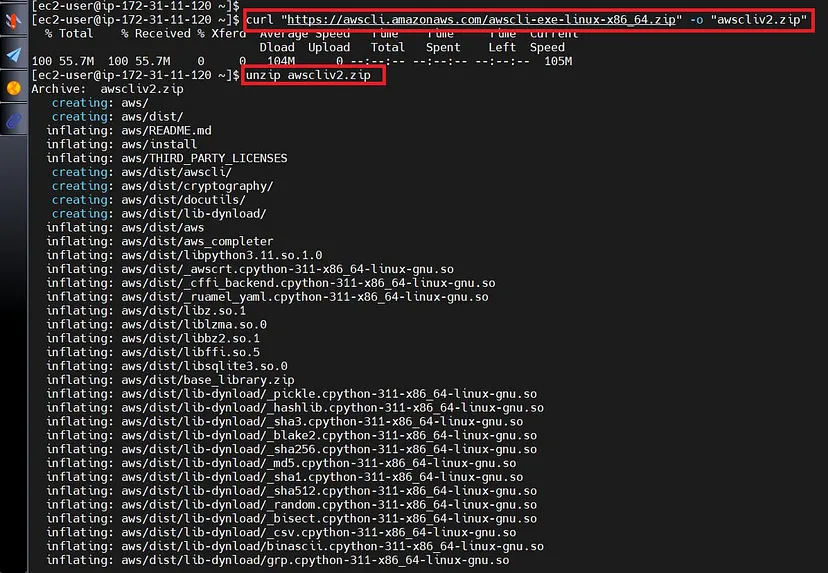 [ec2-user@ip-172-31-11-120 ~]$
[ec2-user@ip-172-31-11-120 ~]$ curl "https://awscli.amazonaws.com/awscli-exe-linux-x86_64.zip" -o "awscliv2.zip"
% Total % Received % Xferd Average Speed Time Time Time Current
Dload Upload Total Spent Left Speed
100 55.7M 100 55.7M 0 0 104M 0 --:--:-- --:--:-- --:--:-- 105M
[ec2-user@ip-172-31-11-120 ~]$ unzip awscliv2.zip
Archive: awscliv2.zip
creating: aws/
creating: aws/dist/
inflating: aws/README.md
inflating: aws/install
inflating: aws/THIRD_PARTY_LICENSES
creating: aws/dist/awscli/
creating: aws/dist/cryptography/
creating: aws/dist/docutils/
creating: aws/dist/lib-dynload/
inflating: aws/dist/aws
inflating: aws/dist/aws_completer
inflating: aws/dist/libpython3.11.so.1.0
inflating: aws/dist/_awscrt.cpython-311-x86_64-linux-gnu.so
inflating: aws/dist/_cffi_backend.cpython-311-x86_64-linux-gnu.so
inflating: aws/dist/_ruamel_yaml.cpython-311-x86_64-linux-gnu.so
inflating: aws/dist/libz.so.1
inflating: aws/dist/liblzma.so.0
inflating: aws/dist/libbz2.so.1
inflating: aws/dist/libffi.so.5
inflating: aws/dist/libsqlite3.so.0
inflating: aws/dist/base_library.zip
inflating: aws/dist/lib-dynload/_pickle.cpython-311-x86_64-linux-gnu.so
inflating: aws/dist/lib-dynload/_hashlib.cpython-311-x86_64-linux-gnu.so
inflating: aws/dist/lib-dynload/_sha3.cpython-311-x86_64-linux-gnu.so
inflating: aws/dist/lib-dynload/_blake2.cpython-311-x86_64-linux-gnu.so
inflating: aws/dist/lib-dynload/_sha256.cpython-311-x86_64-linux-gnu.so
inflating: aws/dist/lib-dynload/_md5.cpython-311-x86_64-linux-gnu.so
inflating: aws/dist/lib-dynload/_sha1.cpython-311-x86_64-linux-gnu.so
inflating: aws/dist/lib-dynload/_sha512.cpython-311-x86_64-linux-gnu.so
inflating: aws/dist/lib-dynload/_random.cpython-311-x86_64-linux-gnu.so
inflating: aws/dist/lib-dynload/_bisect.cpython-311-x86_64-linux-gnu.so
inflating: aws/dist/lib-dynload/_csv.cpython-311-x86_64-linux-gnu.so
inflating: aws/dist/lib-dynload/binascii.cpython-311-x86_64-linux-gnu.so
inflating: aws/dist/lib-dynload/grp.cpython-311-x86_64-linux-gnu.so